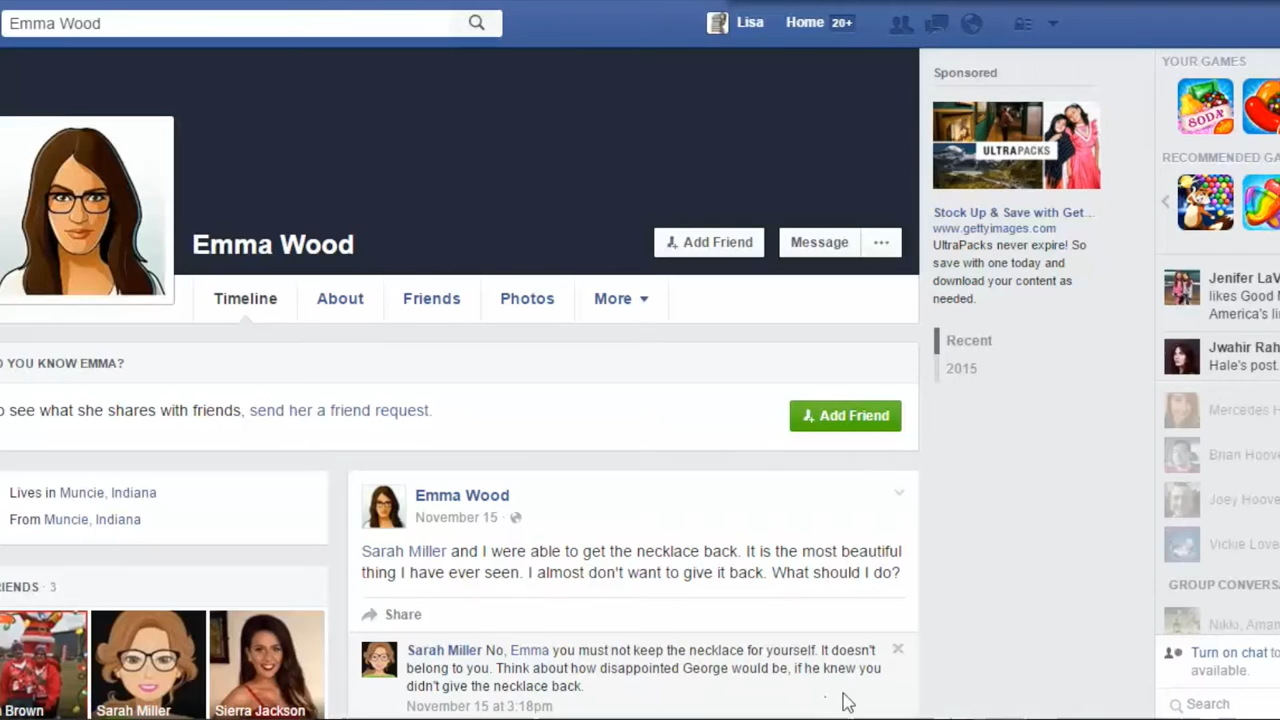 Emma Wood
Lisa
Home 20+
Emma Wood
Add Friend
Message
Timeline
About
Friends
Photos
More
YOU KNOW EMMA?
see what she shares with friends, send her a friend request.
Add Friend
Lives in Muncie, Indiana
From Muncie, Indiana
3
Brown
Sarah Miller
Sierra Jackson
Emma Wood
November 15
Sarah Miller and I were able to get the necklace back. It is the most beautiful
thing I have ever seen. I almost don't want to give it back. What should I do?
Share
Sarah Miller No, Emma you must not keep the necklace for yourself. It doesn't
belong to you. Think about how disappointed George would be, if he knew you
didn't give the necklace back.
November 15 at 3:18pm
Sponsored
ULTRAPACKS
Stock Up & Save with Get...
www.gettyimages.com
UltraPacks never expire! So
save with one today and
download your content as
needed.
Recent
2015
YOUR GAMES
SODA
RECOMMENDED
Jenifer
likes Good
America's
Jwahir
Hale's post.
Mercedes
Brian
Joey
Vickie
GROUP
Nikki,
Turn on chat to
available.
Search